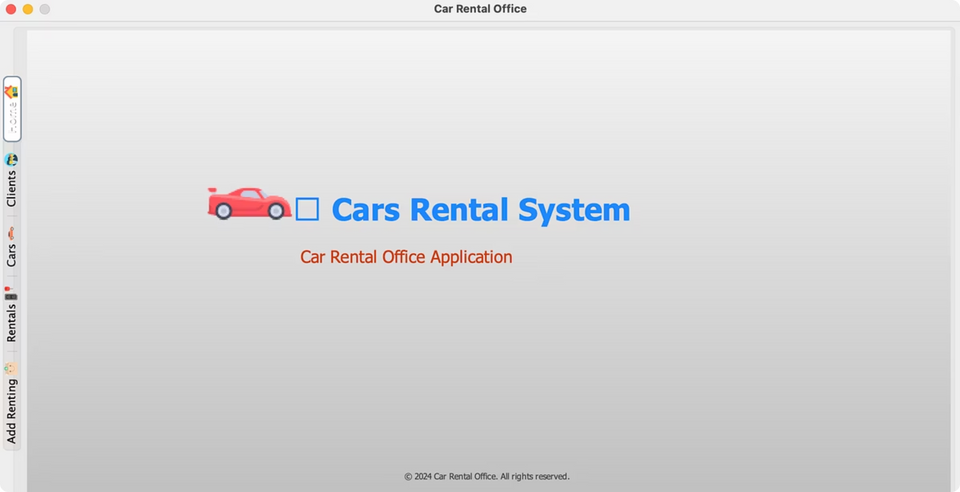 Car Rental Office
Home
Clients
Cars
Rentals
Add Renting
Cars Rental System
Car Rental Office Application
© 2024 Car Rental Office. All rights reserved.